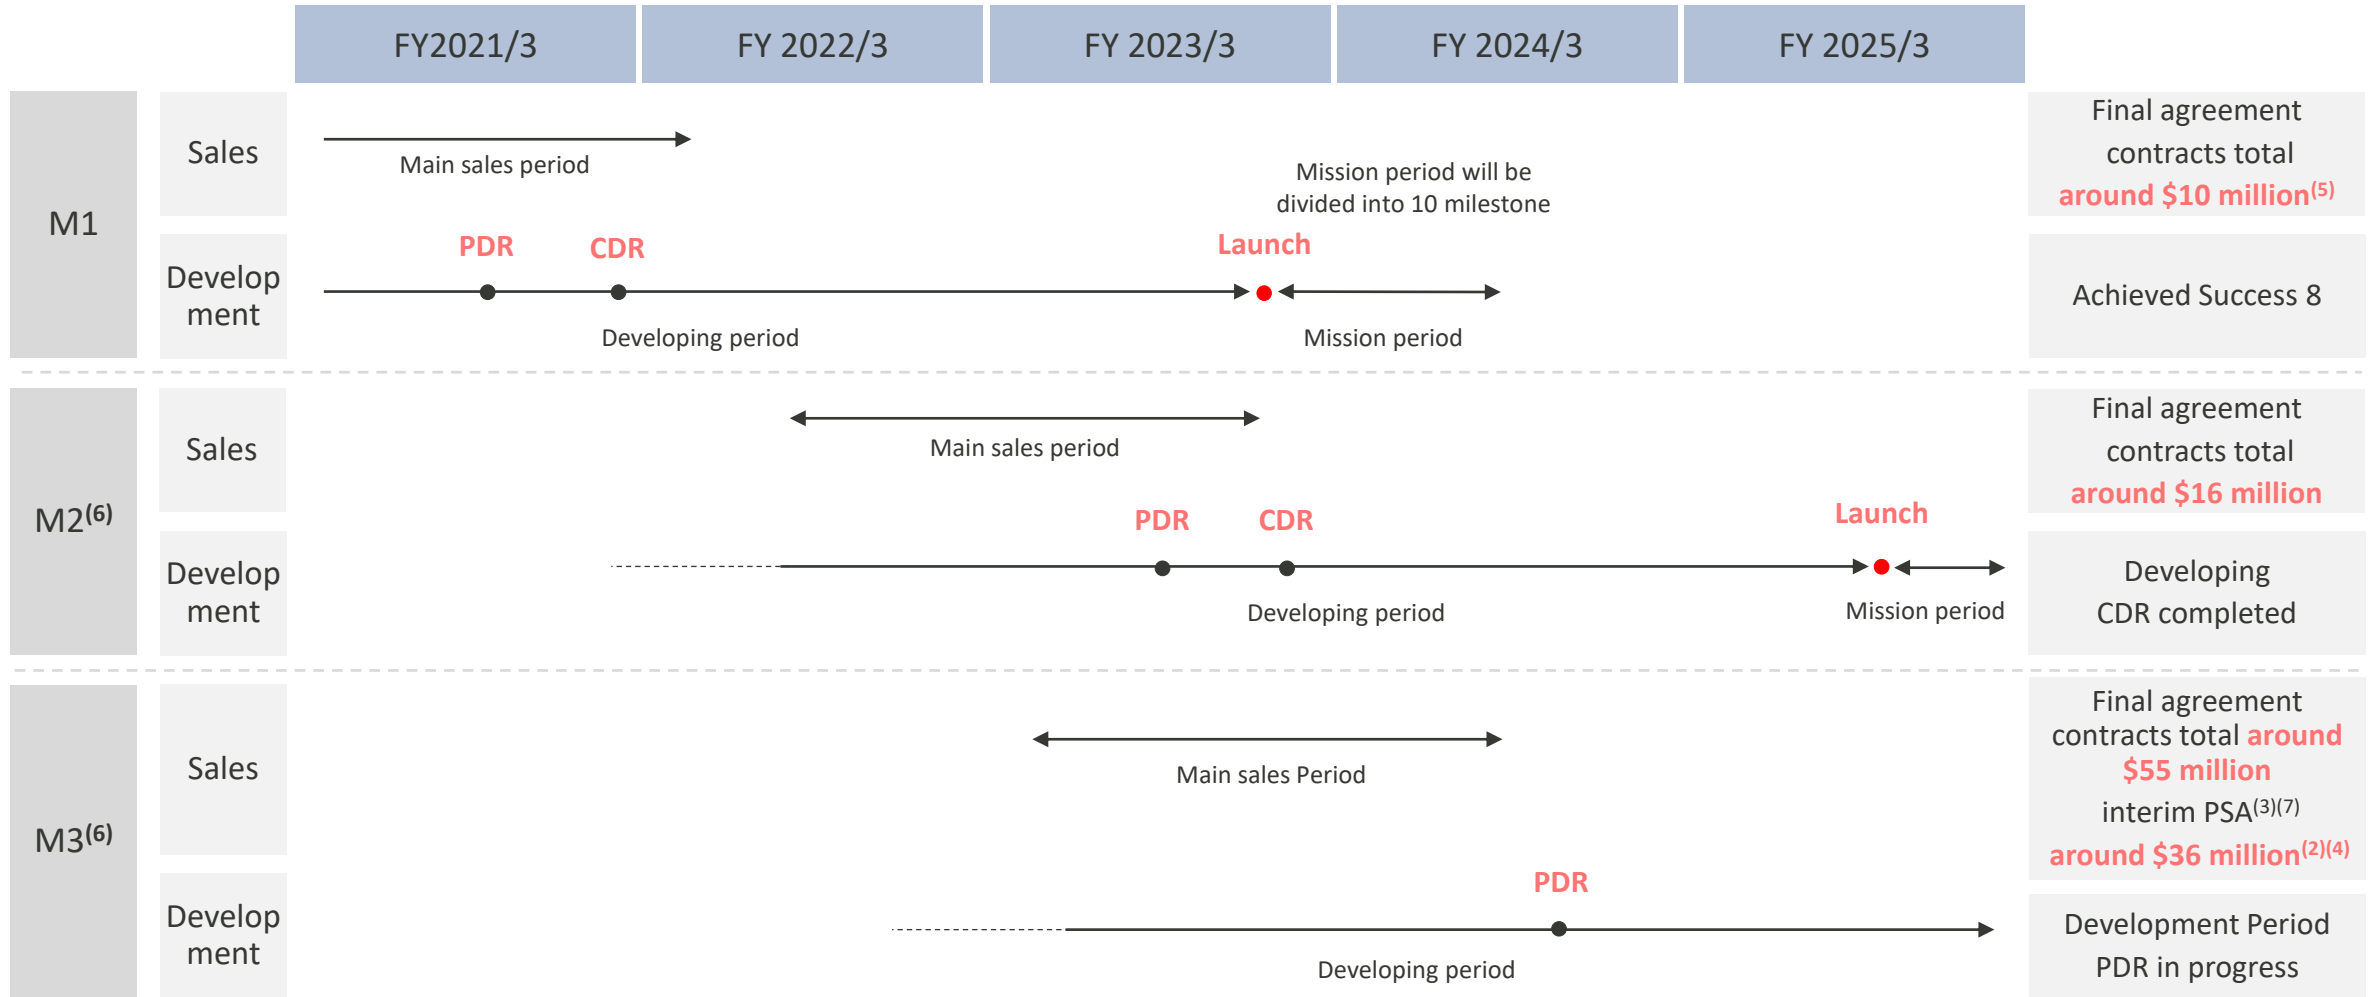 FY2021/3
FY 2022/3
FY 2023/3
FY 2024/3
FY 2025/3
M1
Sales
Main sales period
Mission period will be
divided into 10 milestone
Final agreement
contracts total
around $10 million(5)
Develop
ment
PDR
CDR
Launch
Developing period
Mission period
Achieved Success 8
M2(6)
Sales
Main sales period
Final agreement
contracts total
around $16 million
Develop
ment
PDR
CDR
Launch
Developing period
Mission period
Developing
CDR completed
M3(6)
Sales
Main sales Period
Final agreement
contracts total around
$55 million
interim PSA(3)(7)
around $36 million(2)(4)
Develop
ment
PDR
Developing period
Development Period
PDR in progress